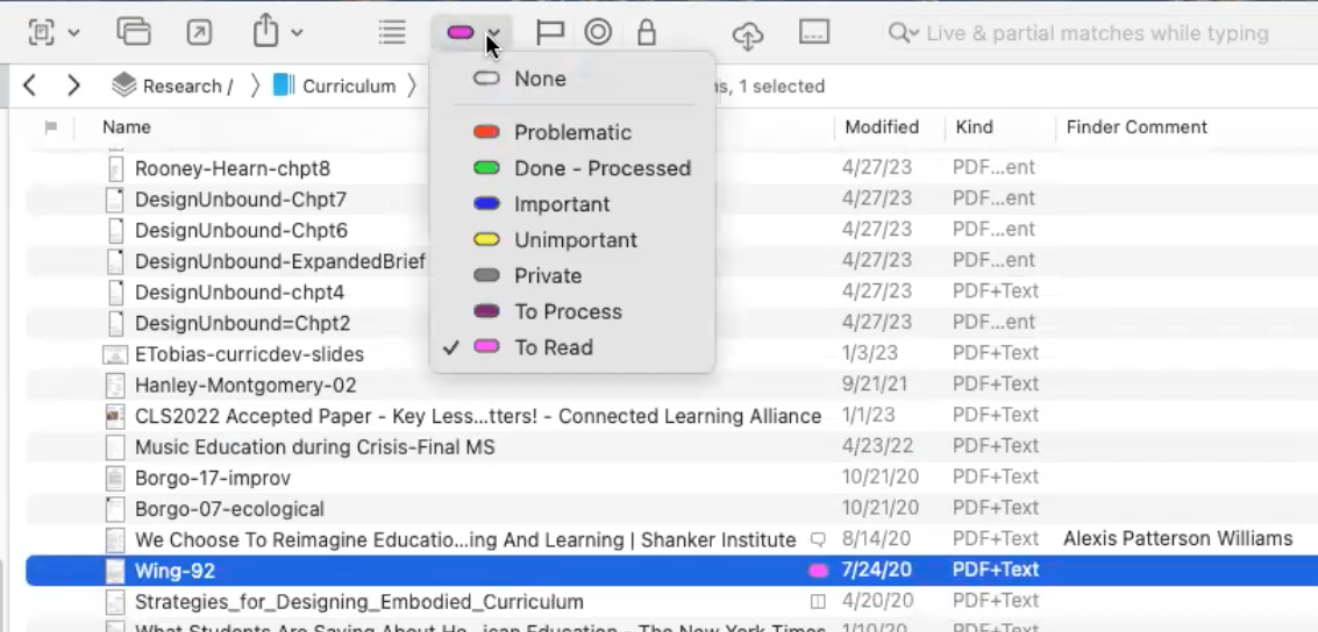 Live & partial matches while typing
Research / 〉 Curriculum 〉 s, 1 selected
None
Problematic
Done - Processed
Important
Unimportant
Private
To Process
✓ To Read
Name Modified Kind Finder Comment
Rooney-Hearn-chpt8 4/27/23 PDF...ent
DesignUnbound-Chpt7 4/27/23 PDF...ent
DesignUnbound-Chpt6 4/27/23 PDF...ent
DesignUnbound-ExpandedBrief 4/27/23 PDF...ent
DesignUnbound-chpt4 4/27/23 PDF+Text
DesignUnbound=Chpt2 4/27/23 PDF...ent
ETobias-curricdev-slides 1/3/23 PDF+Text
Hanley-Montgomery-02 9/21/21 PDF+Text
CLS2022 Accepted Paper - Key Less...tters! - Connected Learning Alliance 1/1/23 PDF+Text
Music Education during Crisis-Final MS 4/23/22 PDF+Text
Borgo-17-improv 10/21/20 PDF+Text
Borgo-07-ecological 10/21/20 PDF+Text
We Choose To Reimagine Educatio...ing And Learning | Shanker Institute 8/14/20 PDF+Text Alexis Patterson Williams
Wing-92 7/24/20 PDF+Text
Strategies_for_Designing_Embodied_Curriculum 4/20/20 PDF+Text
What Students Are Saying About Ho...ican Education - The New York Times 1/10/20 PDF+Text